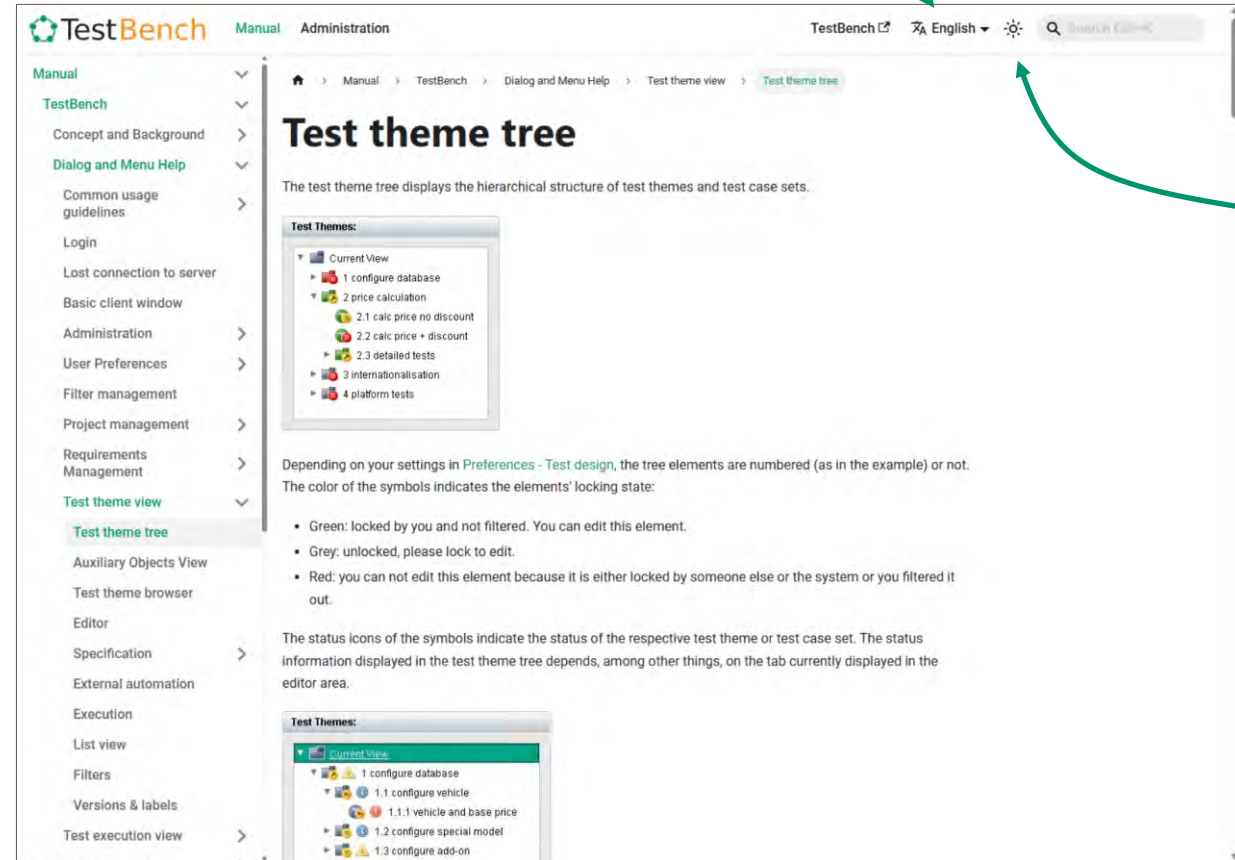 TestBench Manual Administration TestBench English
Manual
TestBench
Concept and Background
Dialog and Menu Help
Common usage
guidelines
Login
Lost connection to server
Basic client window
Administration
User Preferences
Filter management
Project management
Requirements
Management
Test theme view
Test theme tree
Auxiliary Objects View
Test theme browser
Editor
Specification
External automation
Execution
List view
Filters
Versions & labels
Test execution view
Manual > TestBench > Dialog and Menu Help > Test theme view > Test theme tree
Test theme tree
The test theme tree displays the hierarchical structure of test themes and test case sets.
Test Themes:
Current View
1 configure database
2 price calculation
2.1 calc price no discount
2.2 calc price + discount
2.3 detailed tests
3 internationalisation
4 platform tests
Depending on your settings in Preferences - Test design, the tree elements are numbered (as in the example) or not.
The color of the symbols indicates the elements' locking state:
• Green: locked by you and not filtered. You can edit this element.
• Grey: unlocked, please lock to edit.
• Red: you can not edit this element because it is either locked by someone else or the system or you filtered it
out.
The status icons of the symbols indicate the status of the respective test theme or test case set. The status
information displayed in the test theme tree depends, among other things, on the tab currently displayed in the
editor area.
Test Themes:
Current View
1 configure database
1.1 configure vehicle
1.1.1 vehicle and base price
1.2 configure special model
1.3 configure add-on